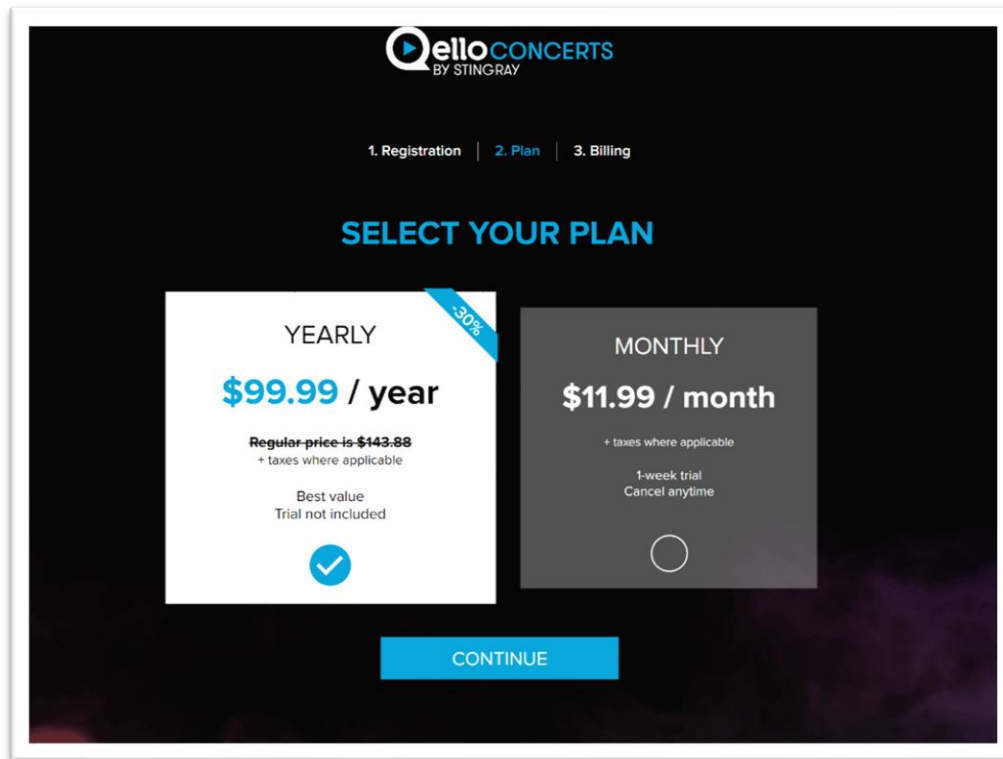 Qello CONCERTS
BY STINGRAY
1. Registration | 2. Plan | 3. Billing
SELECT YOUR PLAN
-30%
YEARLY
$99.99 / year
Regular price is $143.88
+ taxes where applicable
Best value
Trial not included
MONTHLY
$11.99 / month
+ taxes where applicable
1-week trial
Cancel anytime
CONTINUE